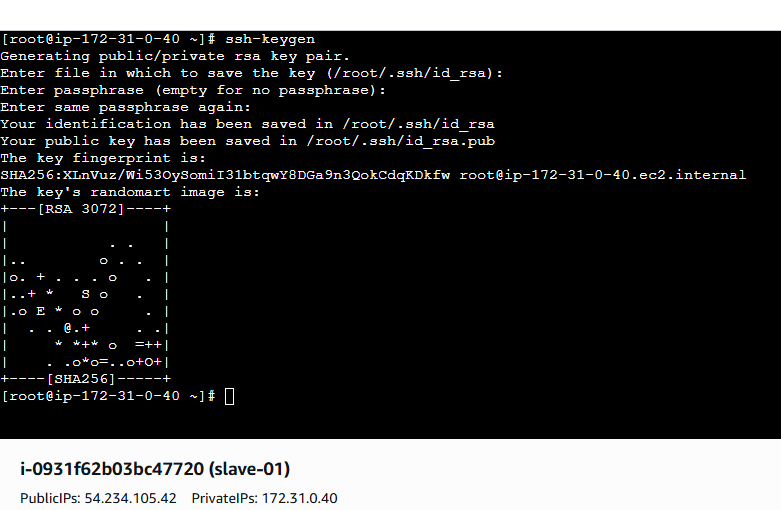 [root@ip-172-31-0-40 ~]# ssh-keygen
Generating public/private rsa key pair.
Enter file in which to save the key (/root/.ssh/id_rsa):
Enter passphrase (empty for no passphrase):
Enter same passphrase again:
Your identification has been saved in /root/.ssh/id_rsa
Your public key has been saved in /root/.ssh/id_rsa.pub
The key fingerprint is:
SHA256:XLnVuz/Wi53OySomiI31btqwY8DGa9n3QokCdqKDkfw root@ip-172-31-0-40.ec2.internal
The key's randomart image is:
+---[RSA 3072]----+
|                 |
|           . .   |
|..        o . .  |
|o. + . . . o   . |
|..+ *   S o   .  |
|.o E * o o     . |
|  . . @.+     . .|
|     * *+* o  =++|
|    . .o*o=..o+O+|
+----[SHA256]-----+
[root@ip-172-31-0-40 ~]#
i-0931f62b03bc47720 (slave-01)
PublicIPs: 54.234.105.42 PrivateIPs: 172.31.0.40